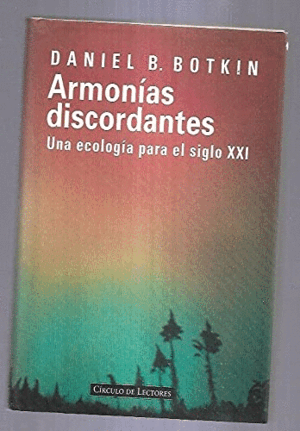 DANIEL B. BOTKIN
Armonías
discordantes
Una ecología para el siglo XXI
CÍRCULO DE LECTORES